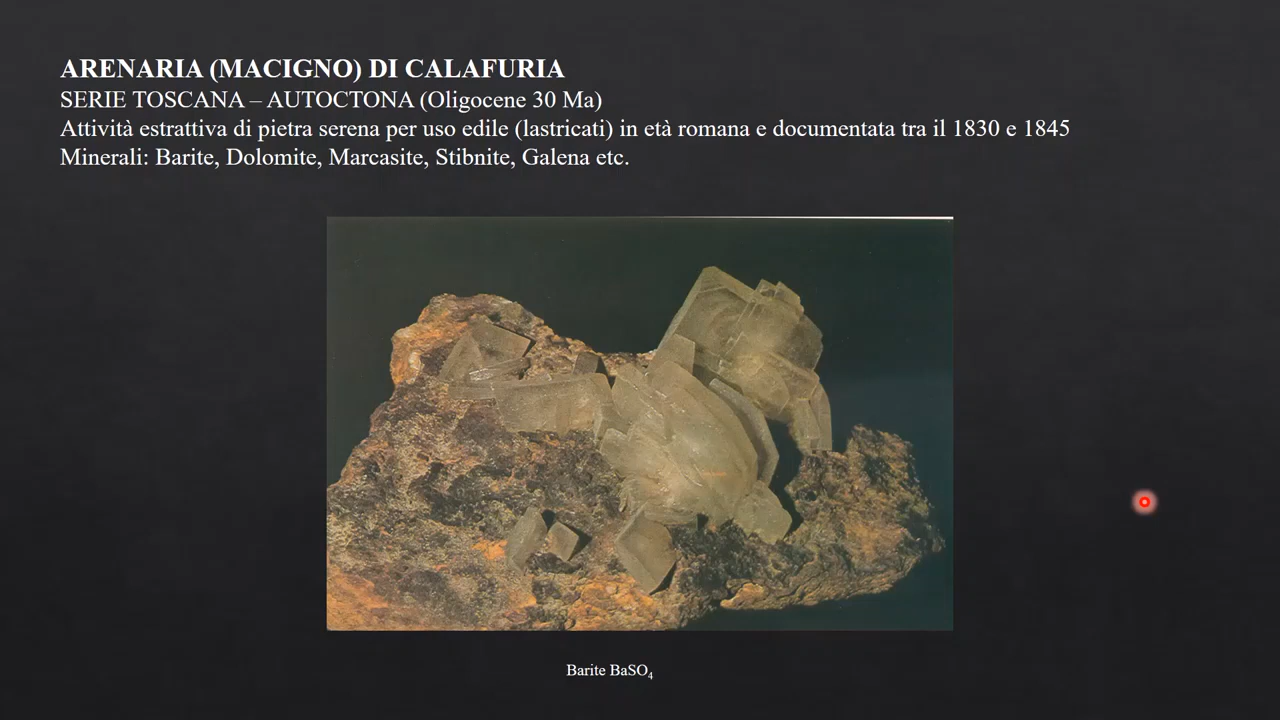 ARENARIA (MACIGNO) DI CALAFURIA
SERIE TOSCANA – AUTOCTONA (Oligocene 30 Ma)
Attività estrattiva di pietra serena per uso edile (lastricati) in età romana e documentata tra il 1830 e 1845
Minerali: Barite, Dolomite, Marcasite, Stibnite, Galena etc.
Barite BaSO₄